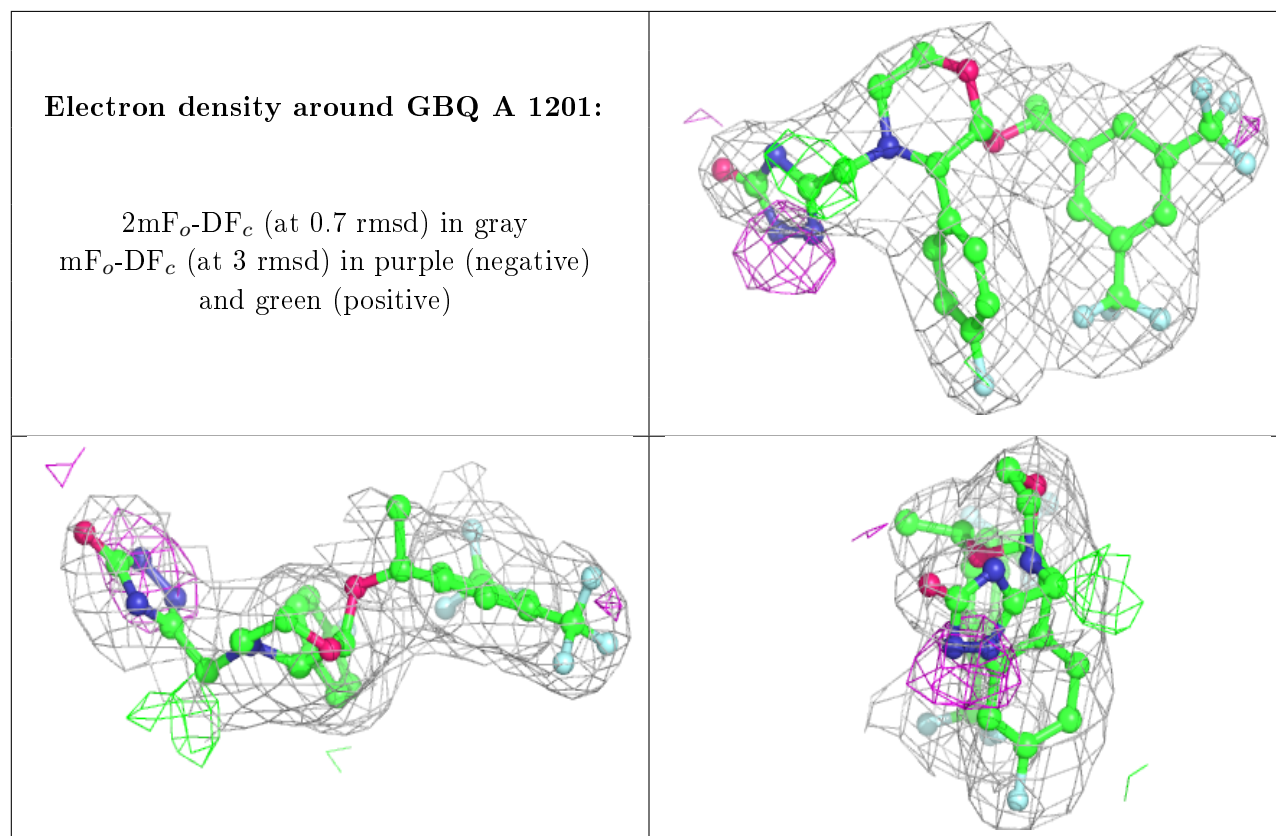 Electron density around GBQ A 1201:
2mFo-DFc (at 0.7 rmsd) in gray
mFo-DFc (at 3 rmsd) in purple (negative)
and green (positive)